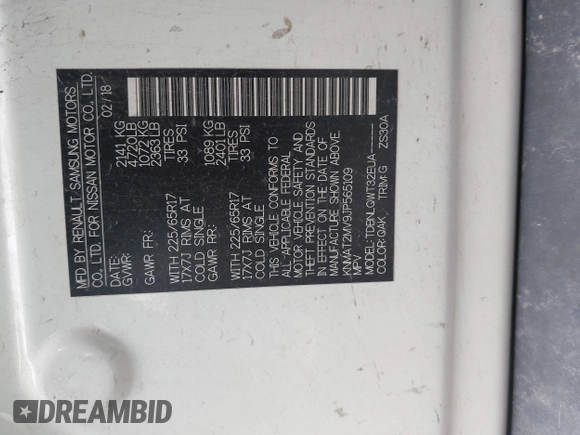 MFD BY RENAULT SAMSUNG MOTORS
CO., LTD. FOR NISSAN MOTOR CO., LTD.
DATE: 02/18
GVWR: 2141 KG
4720 LB
GAWR FR: 1072 KG
2363 LB
WITH 225/65R17 TIRES
17X7J RIMS AT 33 PSI
COLD SINGLE
GAWR RR: 1089 KG
2401 LB
WITH 225/65R17 TIRES
17X7J RIMS AT 33 PSI
COLD SINGLE
THIS VEHICLE CONFORMS TO
ALL APPLICABLE FEDERAL
MOTOR VEHICLE SAFETY AND
THEFT PREVENTION STANDARDS
IN EFFECT ON THE DATE OF
MANUFACTURE SHOWN ABOVE.
KNMAT2MV9JP565109
MPV
MODEL: TDBNLGWT32EUA-----
COLOR:QAK TRIM:G ZS30A
DREAMBID